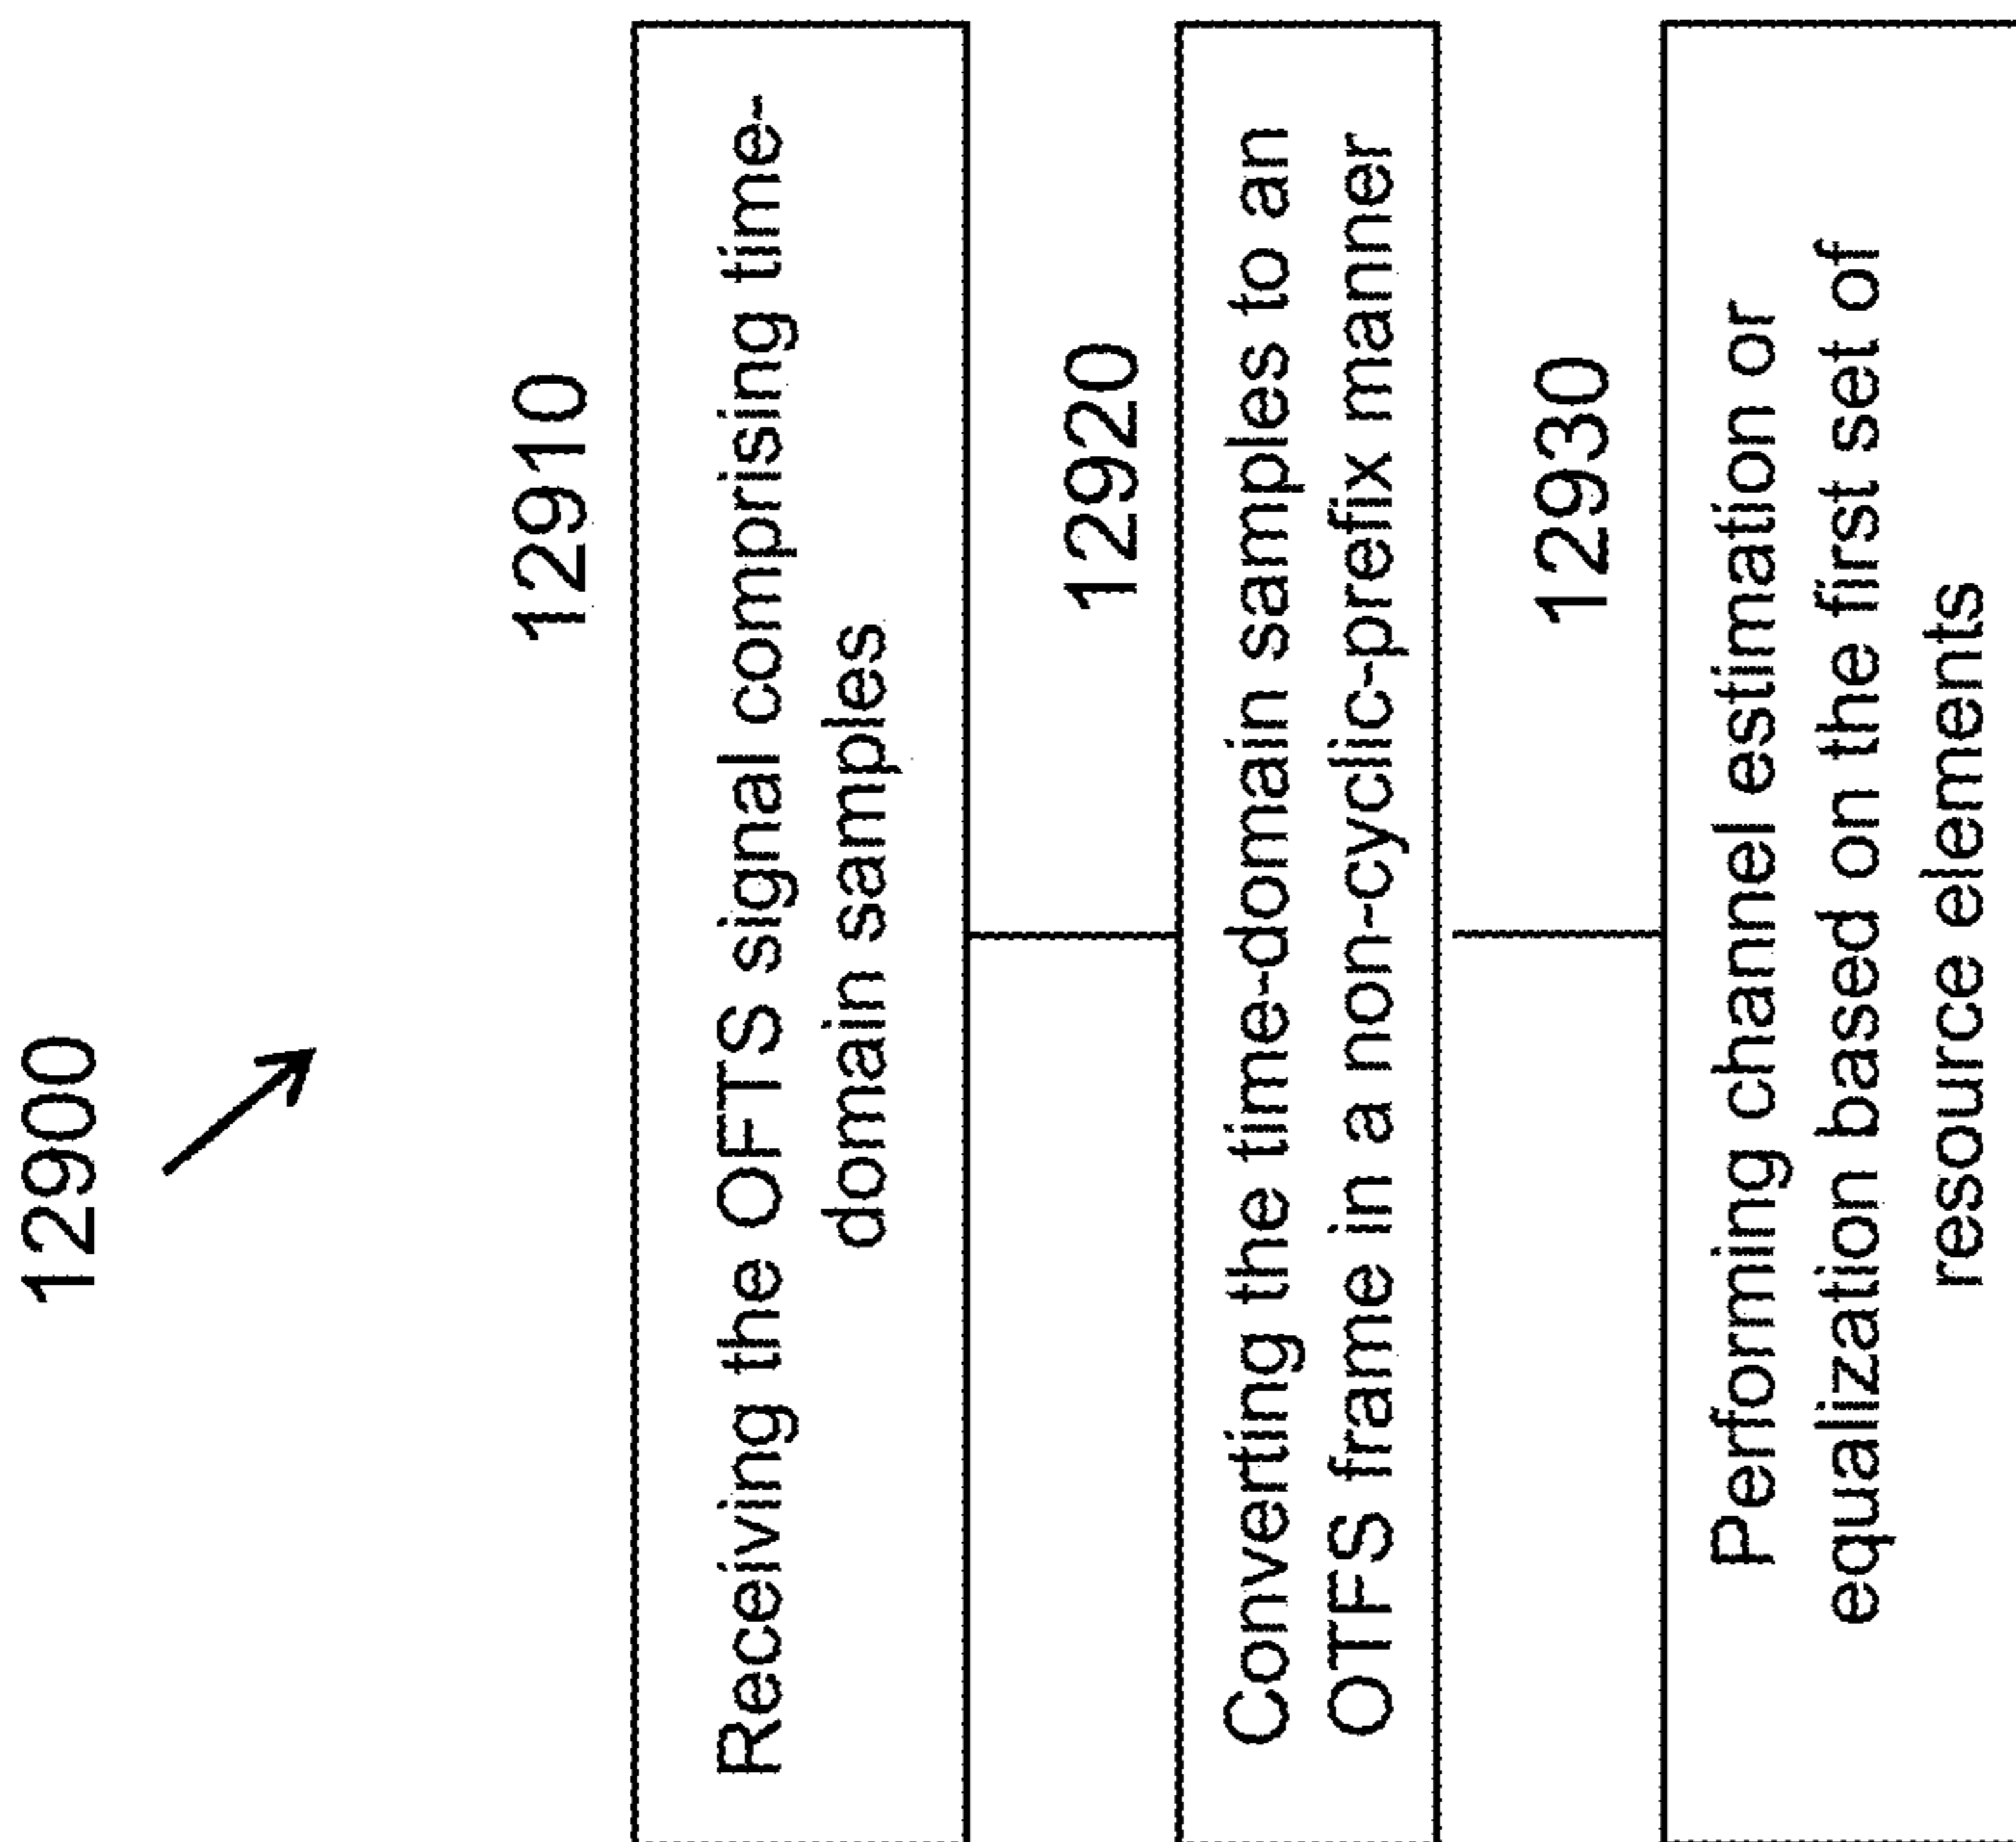 12900
12910
Receiving the OFTS signal comprising time-
domain samples
12920
Converting the time-domain samples to an
OTFS frame in a non-cyclic-prefix manner
12930
Performing channel estimation or
equalization based on the first set of
resource elements